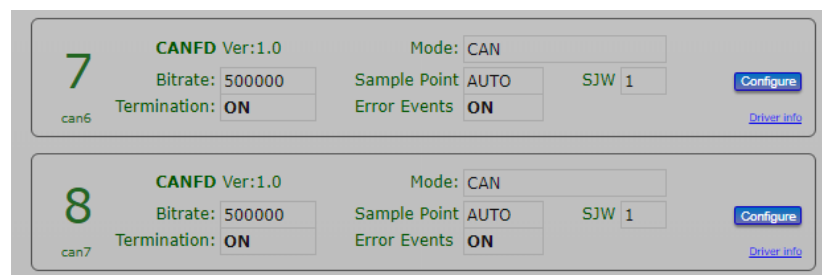 7
can6
CANFD Ver:1.0 Mode: CAN
Bitrate: 500000 Sample Point AUTO SJW 1
Termination: ON Error Events ON
Configure
Driver info
8
can7
CANFD Ver:1.0 Mode: CAN
Bitrate: 500000 Sample Point AUTO SJW 1
Termination: ON Error Events ON
Configure
Driver info